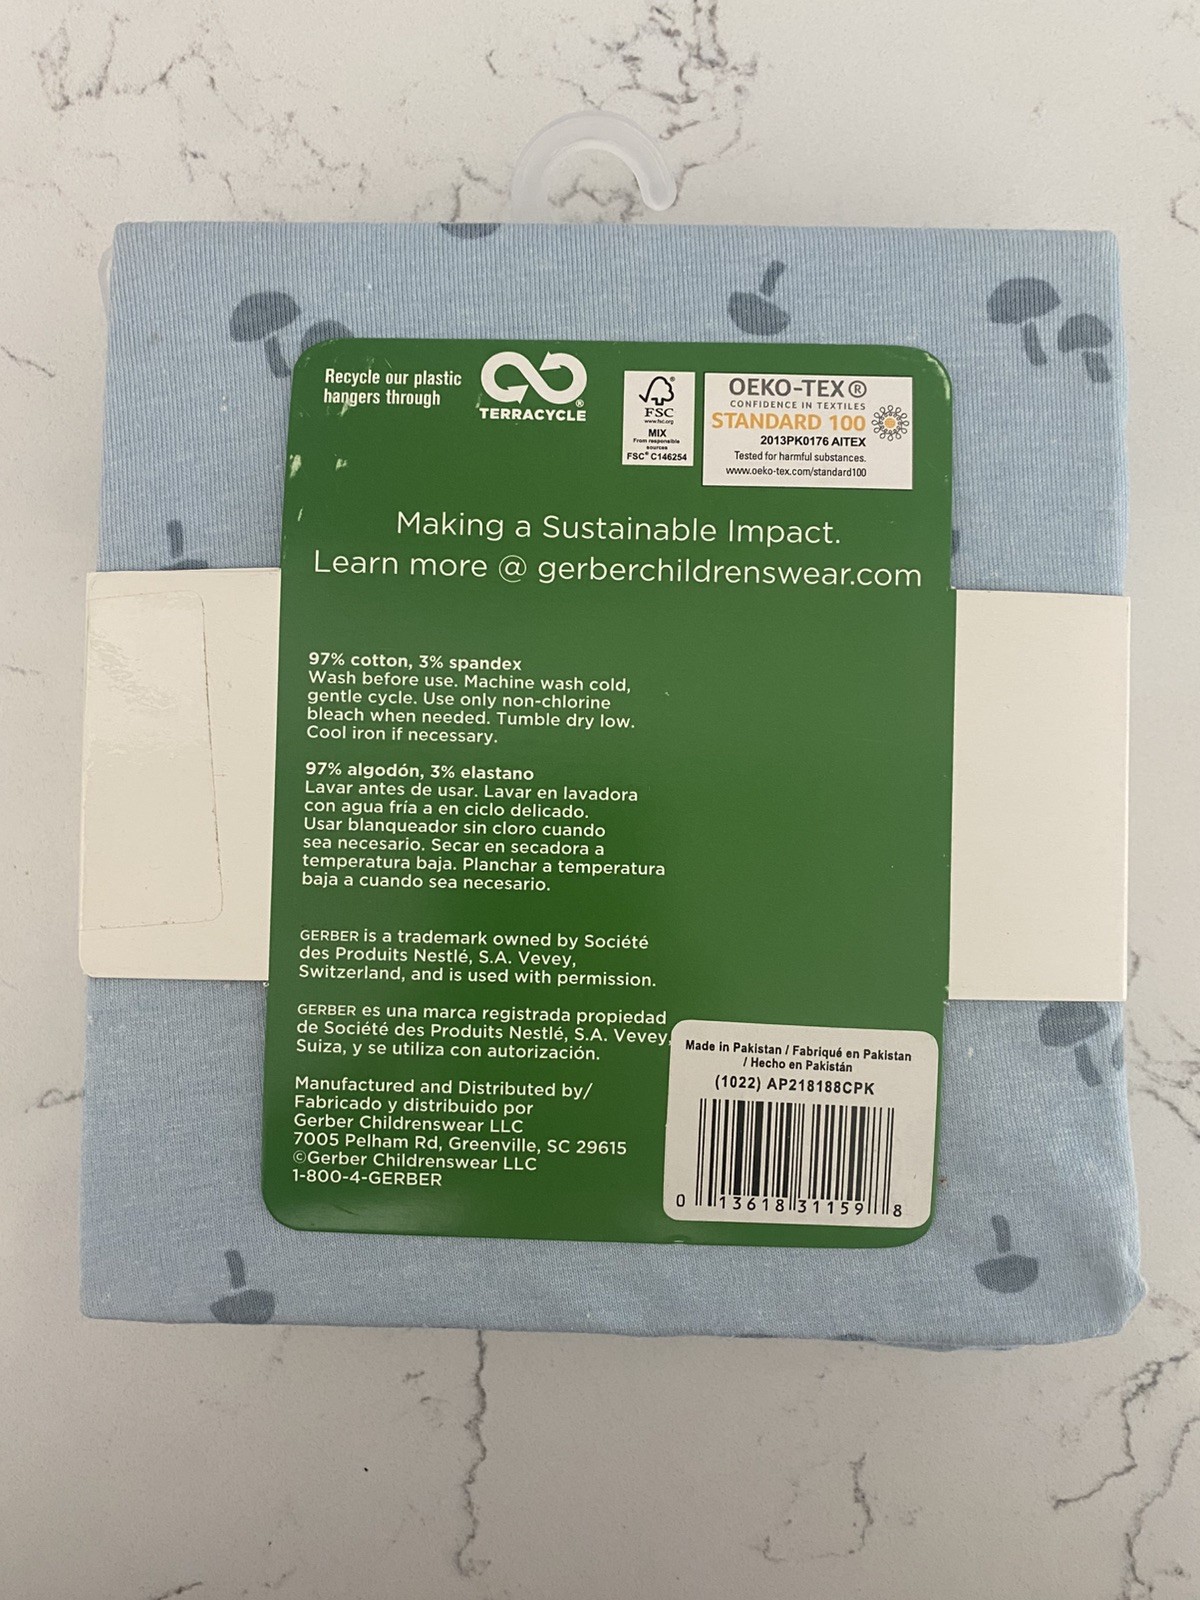 Recycle our plastic
hangers through
TERRACYCLE®
FSC
www.fsc.org
MIX
From responsible
sources
FSC® C146254
OEKO-TEX®
CONFIDENCE IN TEXTILES
STANDARD 100
2013PK0176 AITEX
Tested for harmful substances.
www.oeko-tex.com/standard100
Making a Sustainable Impact.
Learn more @ gerberchildrenswear.com
97% cotton, 3% spandex
Wash before use. Machine wash cold,
gentle cycle. Use only non-chlorine
bleach when needed. Tumble dry low.
Cool iron if necessary.
97% algodón, 3% elastano
Lavar antes de usar. Lavar en lavadora
con agua fría a en ciclo delicado.
Usar blanqueador sin cloro cuando
sea necesario. Secar en secadora a
temperatura baja. Planchar a temperatura
baja a cuando sea necesario.
GERBER is a trademark owned by Société
des Produits Nestlé, S.A. Vevey,
Switzerland, and is used with permission.
GERBER es una marca registrada propiedad
de Société des Produits Nestlé, S.A. Vevey,
Suiza, y se utiliza con autorización.
Manufactured and Distributed by/
Fabricado y distribuido por
Gerber Childrenswear LLC
7005 Pelham Rd, Greenville, SC 29615
©Gerber Childrenswear LLC
1-800-4-GERBER
Made in Pakistan / Fabriqué en Pakistan
/ Hecho en Pakistán
(1022) AP218188CPK
0 13618 31159 8